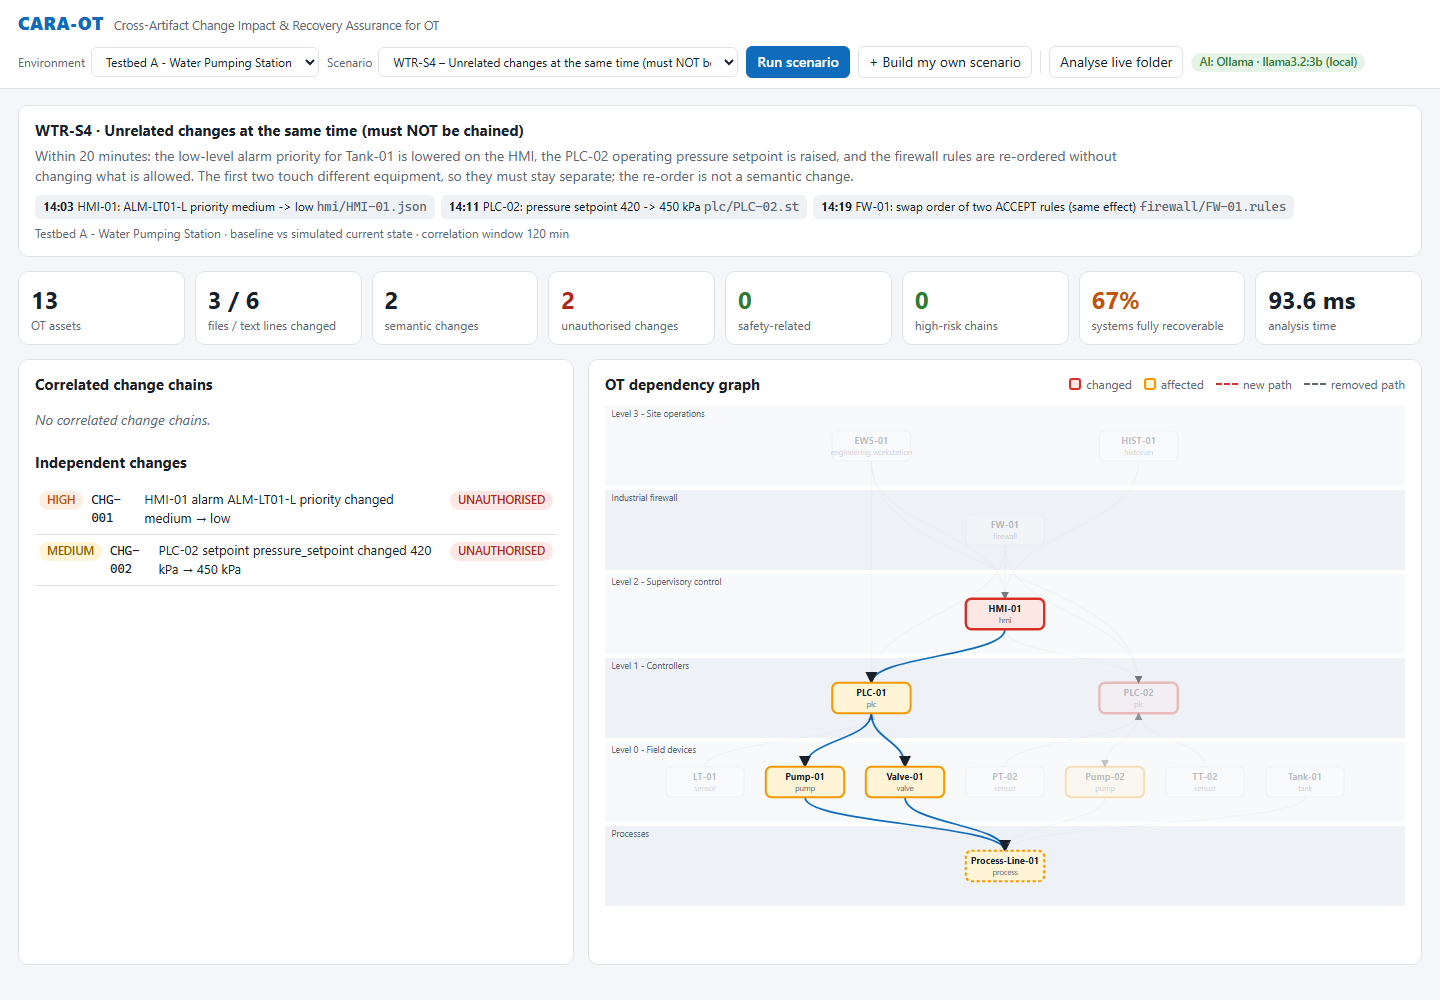 CARA-OT Cross-Artifact Change Impact & Recovery Assurance for OT
Environment Testbed A - Water Pumping Station Scenario WTR-S4 – Unrelated changes at the same time (must NOT be Run scenario + Build my own scenario Analyse live folder AI: Ollama · llama3.2:3b (local)
WTR-S4 · Unrelated changes at the same time (must NOT be chained)
Within 20 minutes: the low-level alarm priority for Tank-01 is lowered on the HMI, the PLC-02 operating pressure setpoint is raised, and the firewall rules are re-ordered without
changing what is allowed. The first two touch different equipment, so they must stay separate; the re-order is not a semantic change.
14:03 HMI-01: ALM-LT01-L priority medium -> low hmi/HMI-01.json 14:11 PLC-02: pressure setpoint 420 -> 450 kPa plc/PLC-02.st 14:19 FW-01: swap order of two ACCEPT rules (same effect) firewall/FW-01.rules
Testbed A - Water Pumping Station · baseline vs simulated current state · correlation window 120 min
13 3 / 6 2 2 0 0 67% 93.6 ms
OT assets files / text lines changed semantic changes unauthorised changes safety-related high-risk chains systems fully recoverable analysis time
Correlated change chains
No correlated change chains.
Independent changes
HIGH CHG- HMI-01 alarm ALM-LT01-L priority changed UNAUTHORISED
001 medium → low
MEDIUM CHG- PLC-02 setpoint pressure_setpoint changed 420 UNAUTHORISED
002 kPa → 450 kPa
OT dependency graph changed affected new path removed path
Level 3 - Site operations
EWS-01 HIST-01
engineering workstation historian
Industrial firewall
FW-01
firewall
Level 2 - Supervisory control
HMI-01
hmi
Level 1 - Controllers
PLC-01 PLC-02
plc plc
Level 0 - Field devices
LT-01 Pump-01 Valve-01 PT-02 Pump-02 TT-02 Tank-01
sensor pump valve sensor pump sensor tank
Processes
Process-Line-01
process